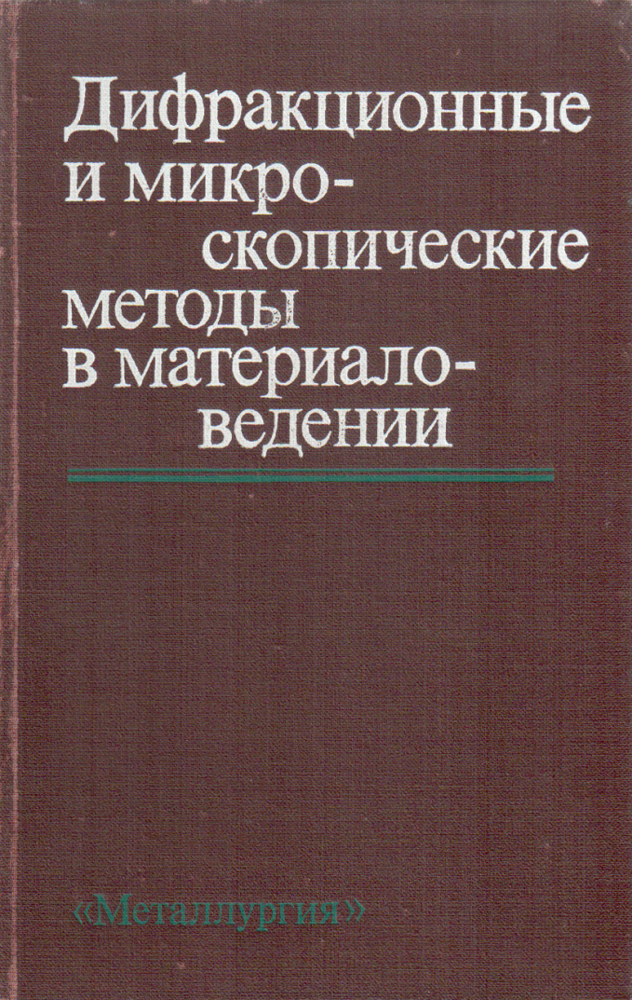 Дифракционные
и микро-
скопические
методы
в материало-
ведении
«Металлургия»